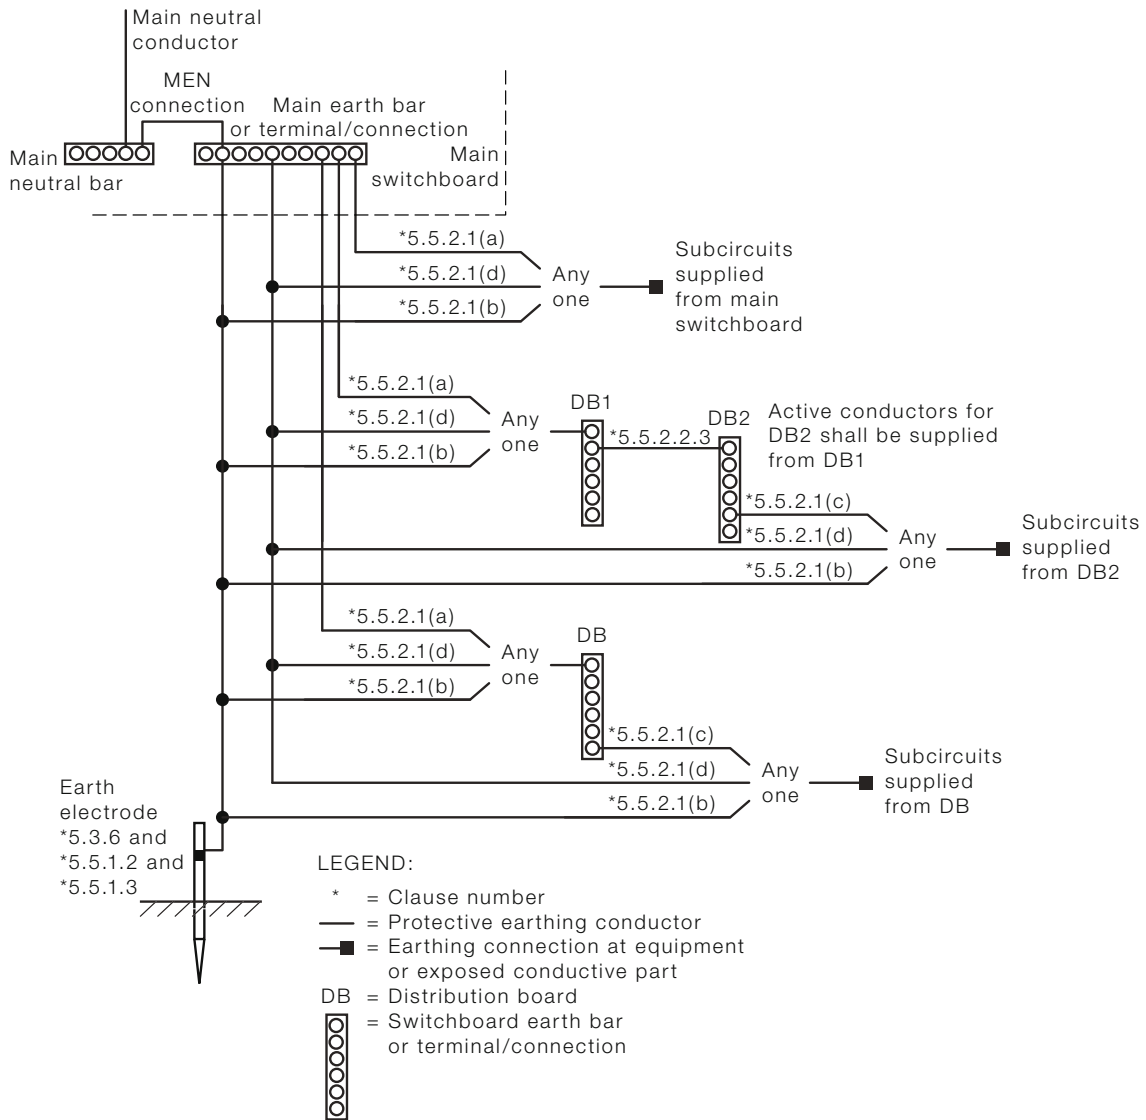 Main neutral
conductor
MEN
connection
Main earth bar
or terminal/connection
Main
neutral bar
Main
switchboard
*5.5.2.1(a)
*5.5.2.1(d)
*5.5.2.1(b)
Any
one
Subcircuits
supplied
from main
switchboard
*5.5.2.1(a)
*5.5.2.1(d)
*5.5.2.1(b)
Any
one
DB1
*5.5.2.2.3
DB2
Active conductors for
DB2 shall be supplied
from DB1
*5.5.2.1(c)
*5.5.2.1(d)
*5.5.2.1(b)
Any
one
Subcircuits
supplied
from DB2
*5.5.2.1(a)
*5.5.2.1(d)
*5.5.2.1(b)
Any
one
DB
*5.5.2.1(c)
*5.5.2.1(d)
*5.5.2.1(b)
Any
one
Subcircuits
supplied
from DB
Earth
electrode
*5.3.6 and
*5.5.1.2 and
*5.5.1.3
LEGEND:
* = Clause number
= Protective earthing conductor
= Earthing connection at equipment
or exposed conductive part
DB = Distribution board
= Switchboard earth bar
or terminal/connection